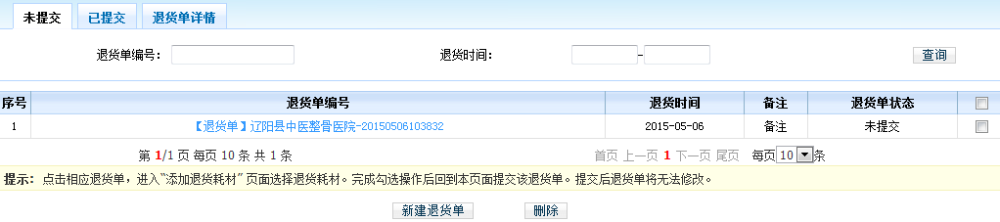 未提交 已提交 退货单详情
退货单编号： 退货时间： - 查询
序号 退货单编号 退货时间 备注 退货单状态
1 【退货单】辽阳县中医整骨医院-20150506103832 2015-05-06 备注 未提交
第 1/1 页 每页 10 条 共 1 条 首页 上一页 1 下一页 尾页 每页 10 条
提示: 点击相应退货单，进入“添加退货耗材” 页面选择退货耗材。完成勾选操作后回到本页面提交该退货单。提交后退货单将无法修改。
新建退货单 删除